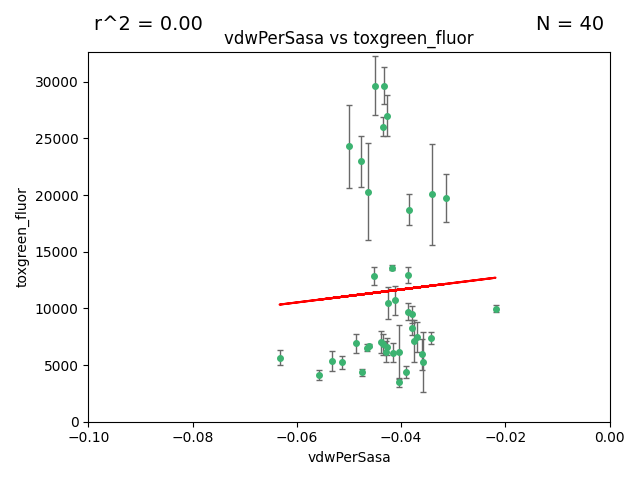 r^2 = 0.00
N = 40
vdwPerSasa vs toxgreen_fluor
toxgreen_fluor
30000
25000
20000
15000
10000
5000
0
−0.10
−0.08
−0.06
−0.04
−0.02
0.00
vdwPerSasa